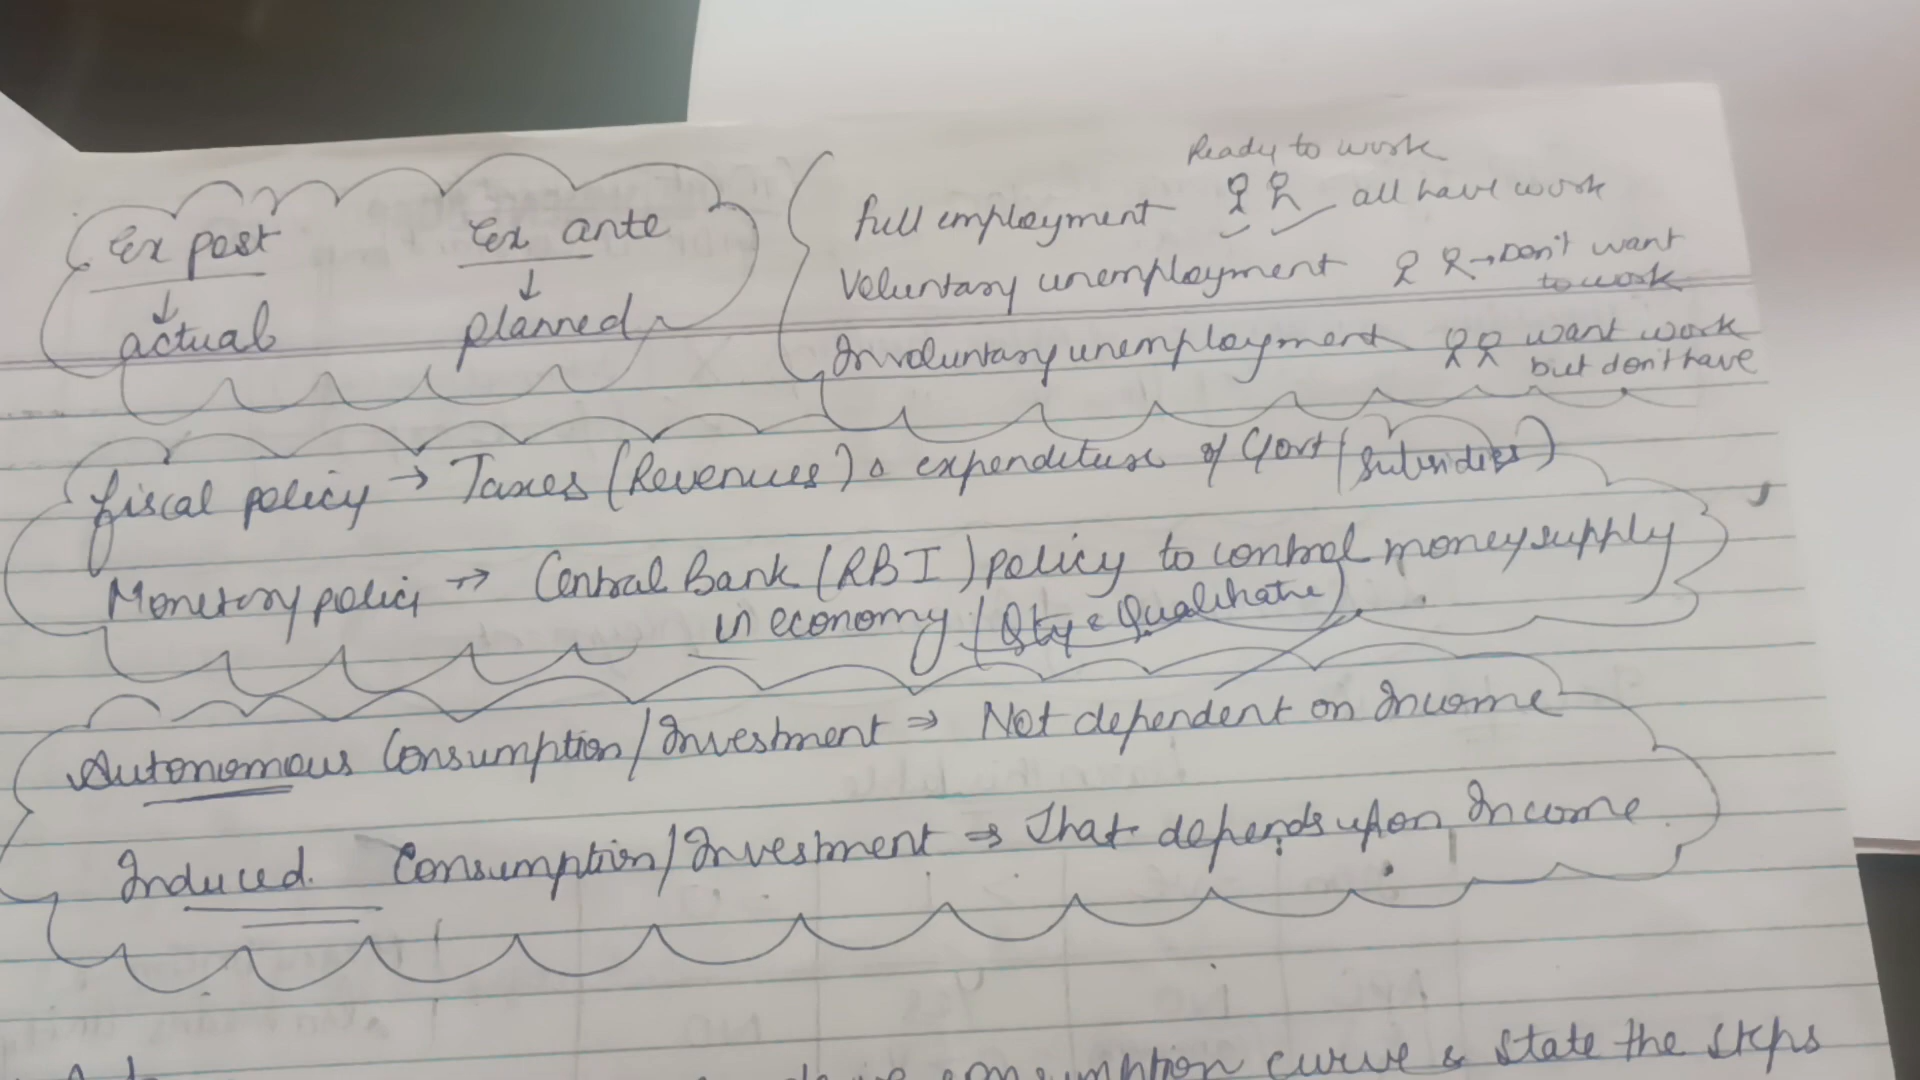 Ex post Ex ante
↓ ↓
actual planned
Ready to work
full employment all have work
Voluntary unemployment → Don't want
to work
Involuntary unemployment want work
but don't have
fiscal policy → Taxes (Revenues) & expenditure of Govt (Subsidies)
Monetory policy → Central Bank (RBI) policy to control money supply
in economy (Qty & Qualitative)
Autonomous Consumption/Investment ⇒ Not dependent on Income
Induced. Consumption/Investment ⇒ That depends upon Income.
consumption curve & state the steps